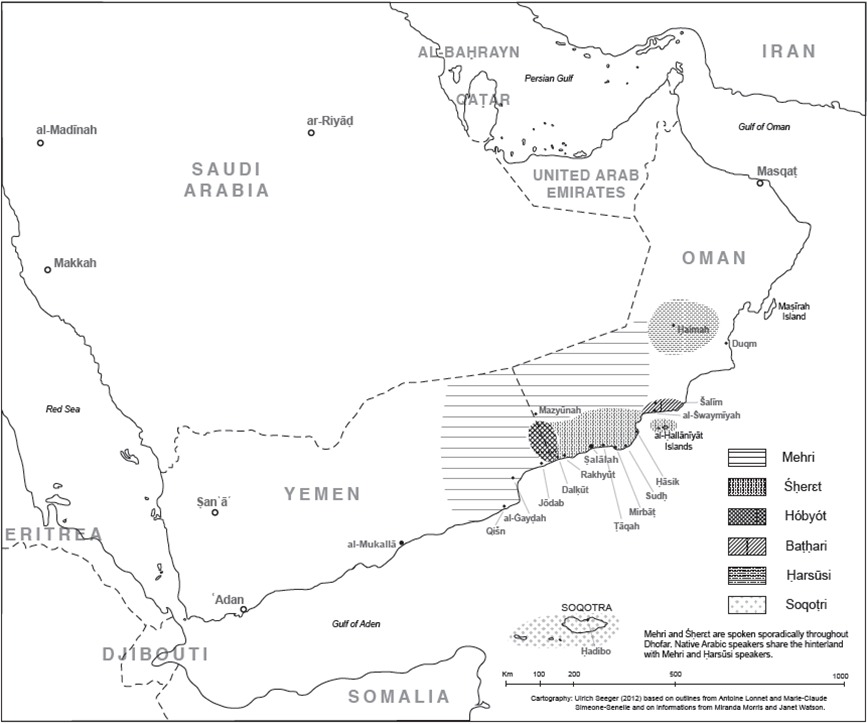 IRAN
AL-BAḤRAYN
Persian Gulf
QAṬAR
al-Madīnah
ar-Riyāḍ
Gulf of Oman
SAUDI
ARABIA
UNITED ARAB
EMIRATES
Masqaṭ
Makkah
OMAN
Maṣīrah
Island
Ḥaimah
Duqm
Red Sea
Mazyūnah
Šalīm
al-Šwaymīyah
al-Ḥallānīyāt
Islands
Ṣalālah
Rakhyūt
Ḥāsik
Dalkūt
Sudḥ
Jōdab
Mirbāṭ
al-Gayḍah
Ṭāqah
Qišn
Mehri
Śḥerɛt
Hóbyót
Baṭḥari
Ḥarsūsi
Soqoṭri
YEMEN
Ṣanʿāʾ
ERITREA
al-Mukallā
ʿAdan
Gulf of Aden
SOQOTRA
Ḥadibo
DJIBOUTI
SOMALIA
Mehri and Śḥerɛt are spoken sporadically throughout
Dhofar. Native Arabic speakers share the hinterland
with Mehri and Ḥarsūsi speakers.
Km 100 200 500 1000
Cartography: Ulrich Seeger (2012) based on outlines from Antoine Lonnet and Marie-Claude
Simeone-Senelle and on informations from Miranda Morris and Janet Watson.